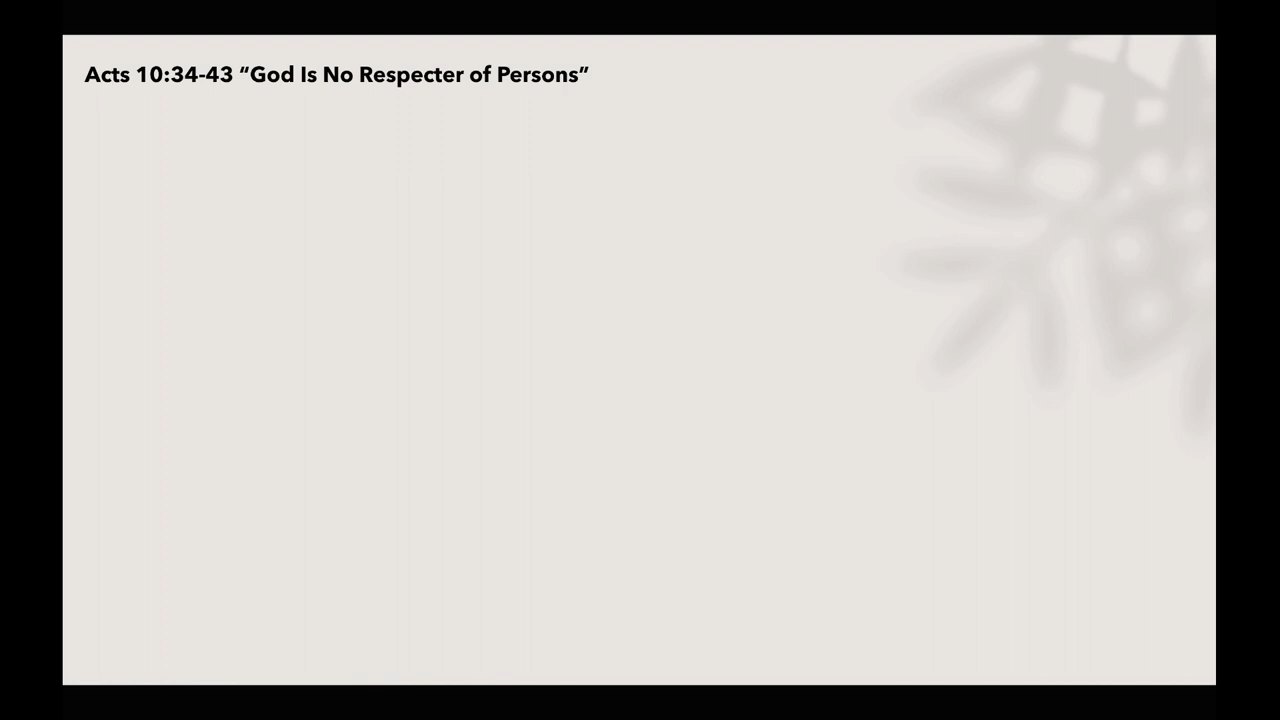 Acts 10:34-43 “God Is No Respecter of Persons”